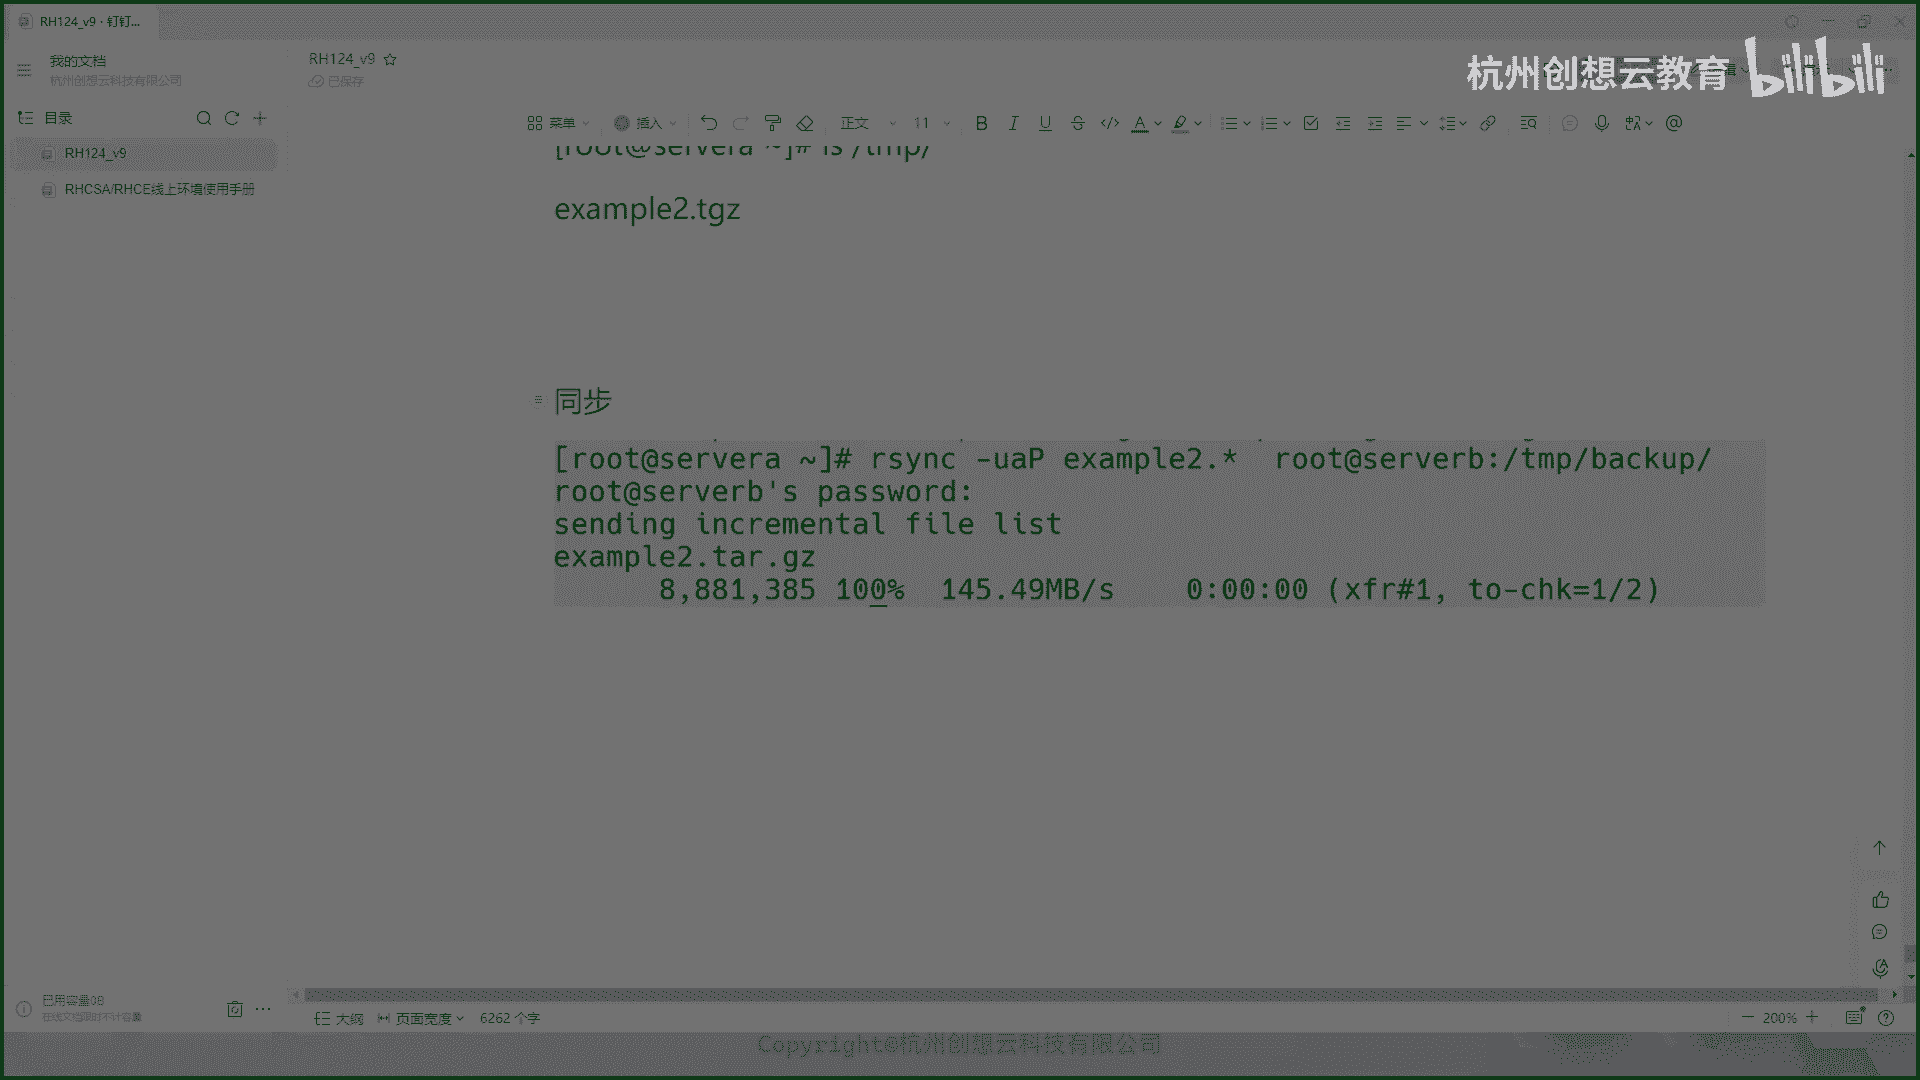 RH124_v9 · 钉钉...
我的文档
杭州创想云科技有限公司
RH124_v9
已保存
杭州创想云教育 bilibili
目录
菜单 插入 正文 11
RH124_v9
RHCSA/RHCE线上环境使用手册
[root@servera ~]# ls /tmp/
example2.tgz
同步
[root@servera ~]# rsync -uaP example2.* root@serverb:/tmp/backup/
root@serverb's password:
sending incremental file list
example2.tar.gz
8,881,385 100% 145.49MB/s 0:00:00 (xfr#1, to-chk=1/2)
已用容量0B
在线文档限时不计容量
大纲 页面宽度 6262 个字
200%
Copyright©杭州创想云科技有限公司